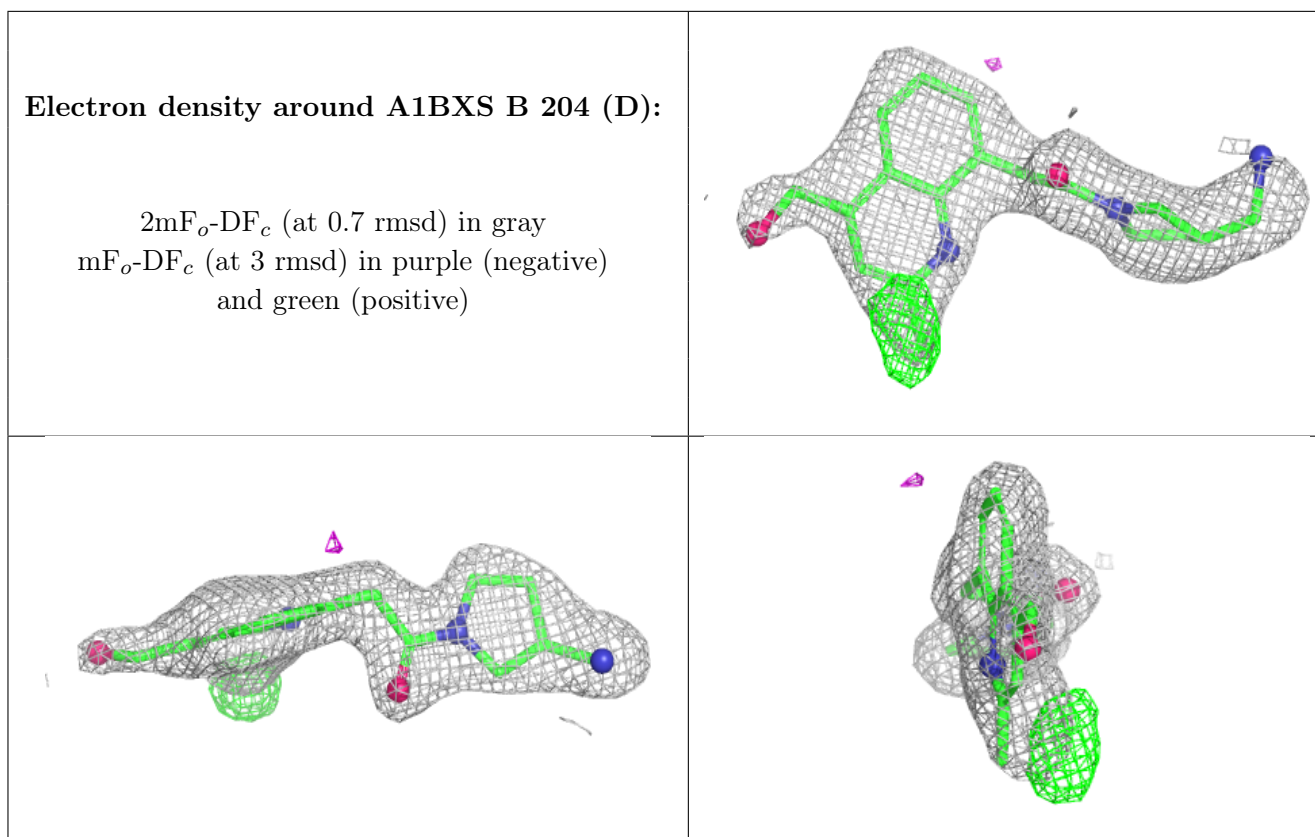 Electron density around A1BXS B 204 (D):
2mFo-DFc (at 0.7 rmsd) in gray
mFo-DFc (at 3 rmsd) in purple (negative)
and green (positive)